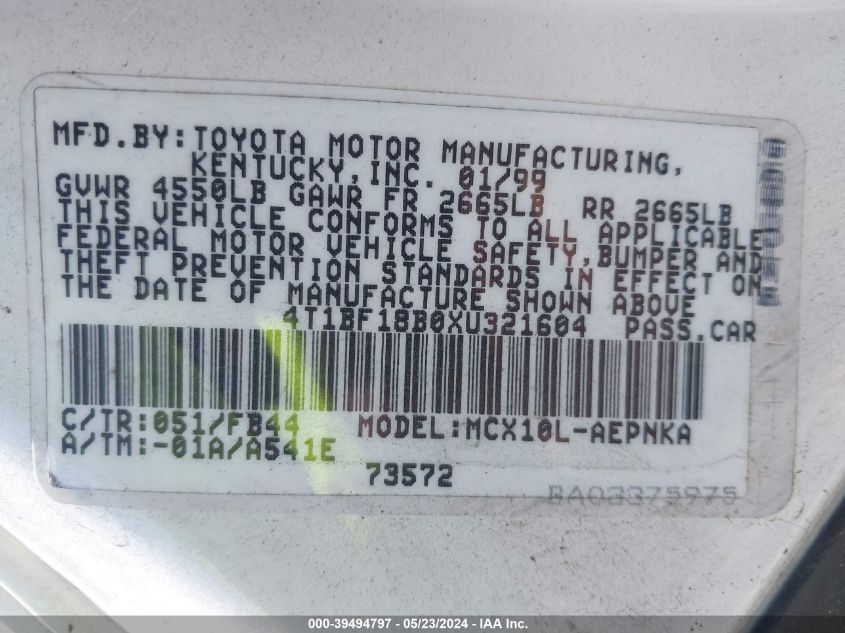 MFD.BY:TOYOTA MOTOR MANUFACTURING,
KENTUCKY,INC. 01/99
GVWR 4550LB GAWR FR 2665LB RR 2665LB
THIS VEHICLE CONFORMS TO ALL APPLICABLE
FEDERAL MOTOR VEHICLE SAFETY,BUMPER AND
THEFT PREVENTION STANDARDS IN EFFECT ON
THE DATE OF MANUFACTURE SHOWN ABOVE
4T1BF18B0XU321604 PASS.CAR
C/TR:051/FB44 MODEL:MCX10L-AEPNKA
A/TM:-01A/A541E
73572
BA03375975
000-39494797 - 05/23/2024 - IMC Inc.